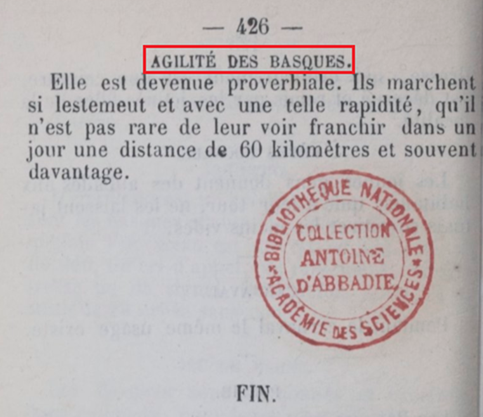 — 426 —
AGILITÉ DES BASQUES.
Elle est devenue proverbiale. Ils marchent
si lestemeut et avec une telle rapidité, qu'il
n'est pas rare de leur voir franchir dans un
jour une distance de 60 kilomètres et souvent
davantage.
BIBLIOTHÈQUE NATIONALE
COLLECTION
ANTOINE
D'ABBADIE
ACADÉMIE DES SCIENCES
FIN.